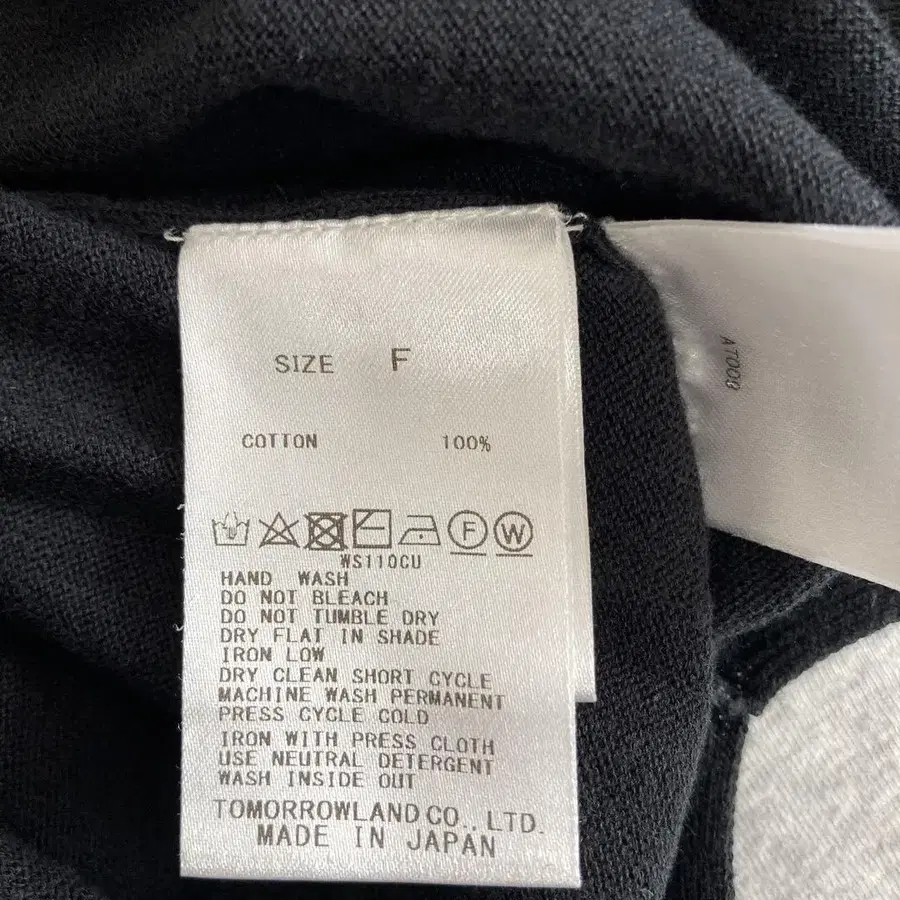 SIZE F
COTTON 100%
F W
WS110CU
HAND WASH
DO NOT BLEACH
DO NOT TUMBLE DRY
DRY FLAT IN SHADE
IRON LOW
DRY CLEAN SHORT CYCLE
MACHINE WASH PERMANENT
PRESS CYCLE COLD
IRON WITH PRESS CLOTH
USE NEUTRAL DETERGENT
WASH INSIDE OUT
TOMORROWLAND CO., LTD.
MADE IN JAPAN
A7008